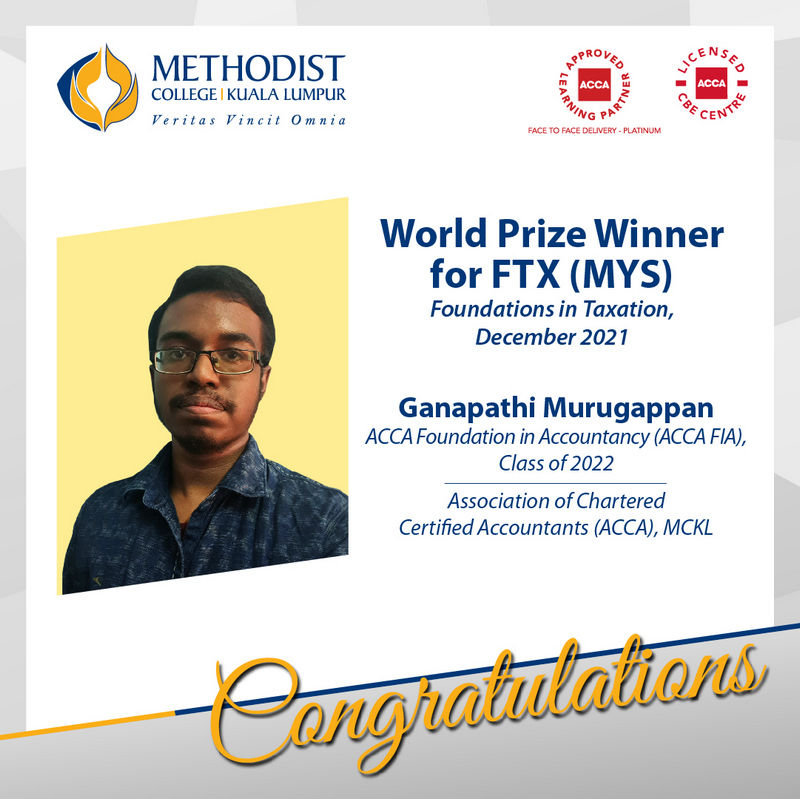 METHODIST
COLLEGE | KUALA LUMPUR
Veritas Vincit Omnia
APPROVED
ACCA
LEARNING PARTNER
FACE TO FACE DELIVERY - PLATINUM
LICENSED
ACCA
CBE CENTRE
World Prize Winner
for FTX (MYS)
Foundations in Taxation,
December 2021
Ganapathi Murugappan
ACCA Foundation in Accountancy (ACCA FIA),
Class of 2022
Association of Chartered
Certified Accountants (ACCA), MCKL
Congratulations